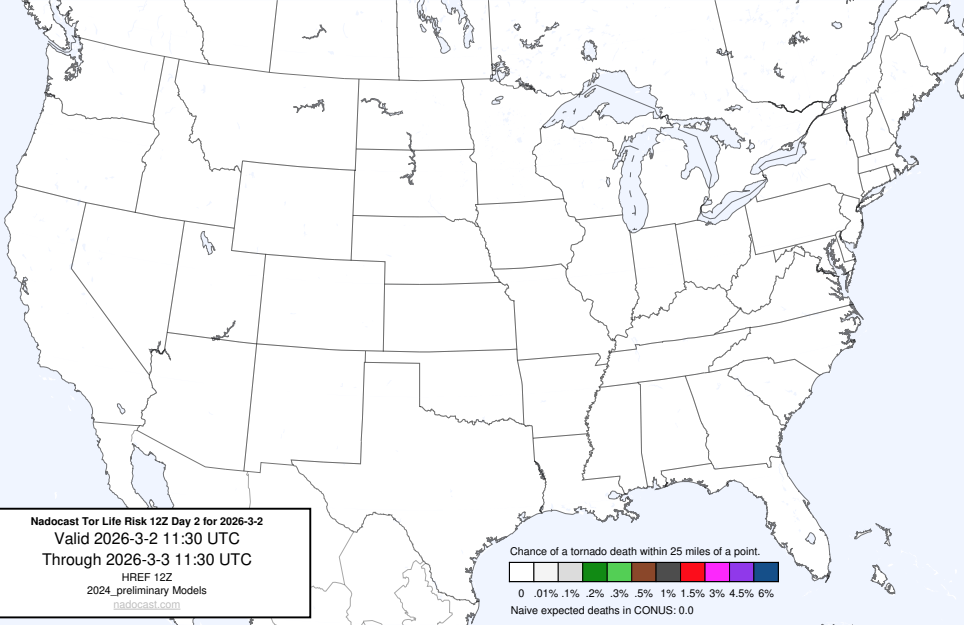 Nadocast Tor Life Risk 12Z Day 2 for 2026-3-2
Valid 2026-3-2 11:30 UTC
Through 2026-3-3 11:30 UTC
HREF 12Z
2024_preliminary Models
nadocast.com
Chance of a tornado death within 25 miles of a point.
0 .01% .1% .2% .3% .5% 1% 1.5% 3% 4.5% 6%
Naive expected deaths in CONUS: 0.0